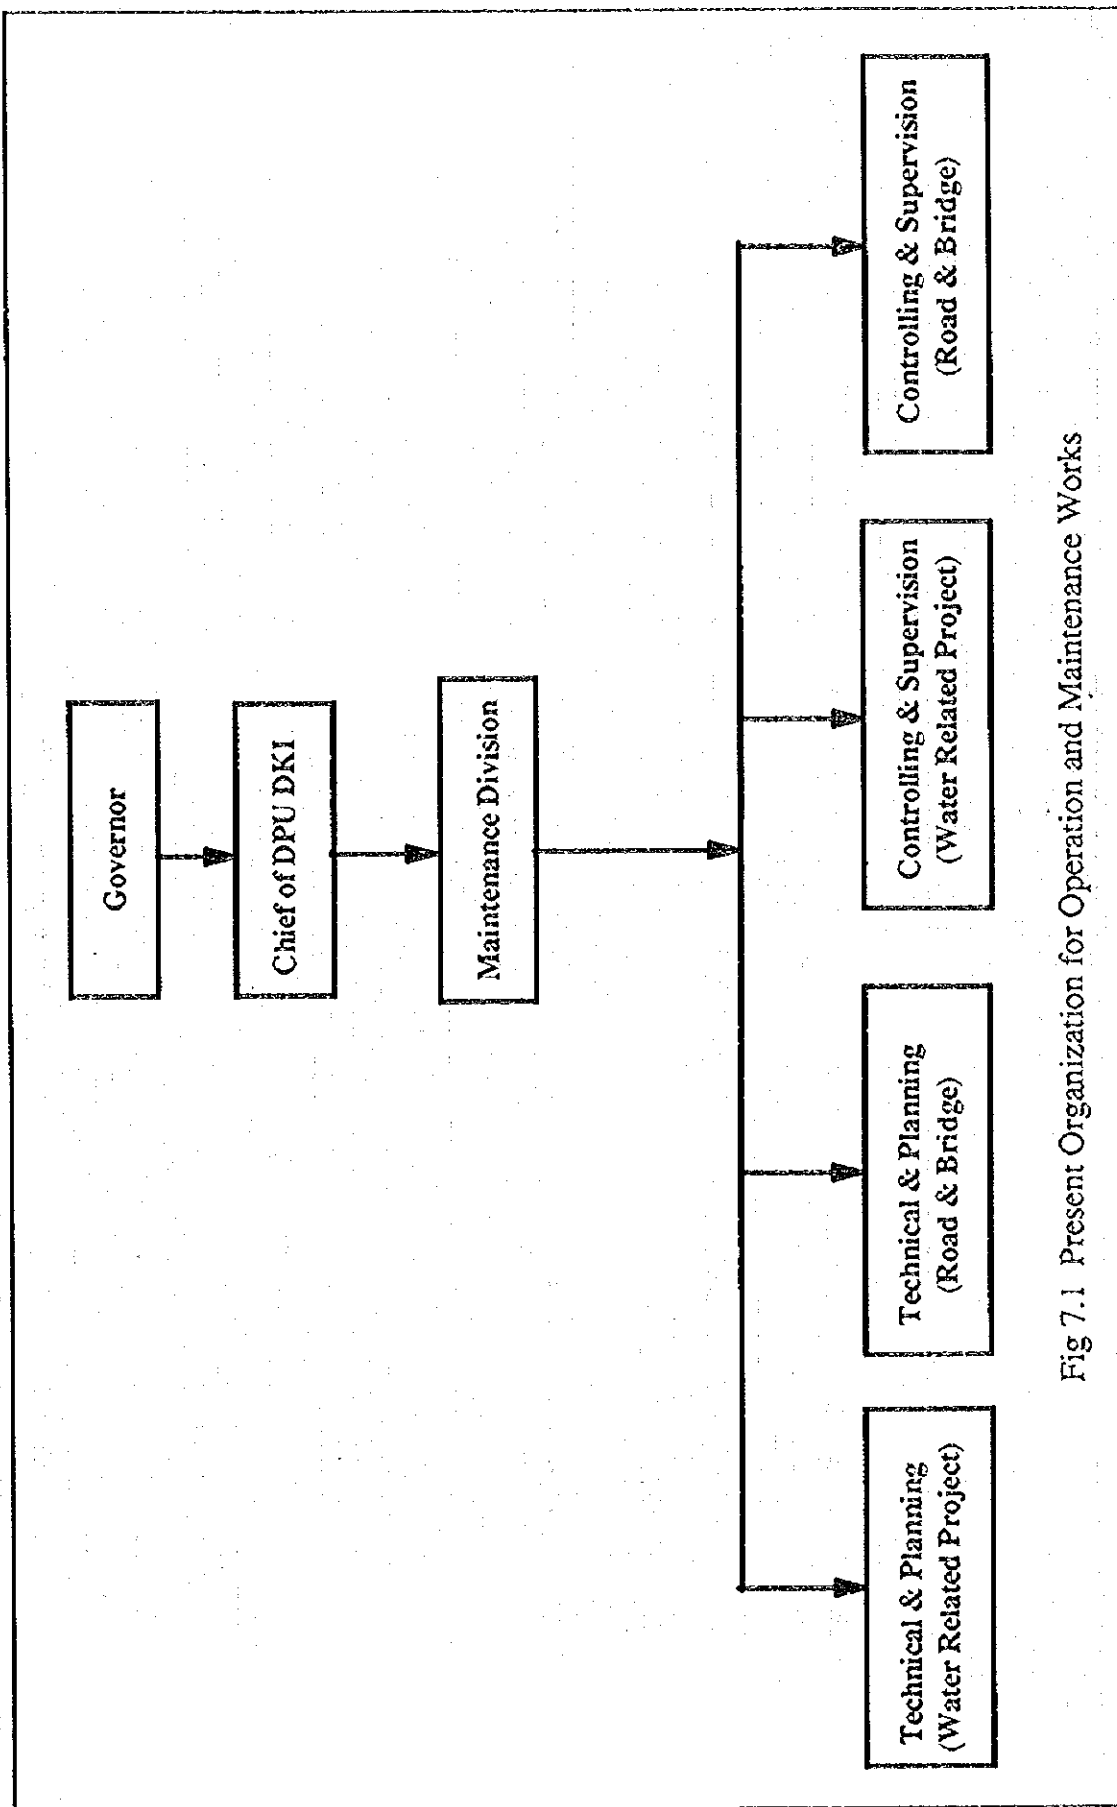 Governor
Chief of DPU DKI
Maintenance Division
Technical & Planning
(Water Related Project)
Technical & Planning
(Road & Bridge)
Controlling & Supervision
(Water Related Project)
Controlling & Supervision
(Road & Bridge)
Fig 7.1 Present Organization for Operation and Maintenance Works